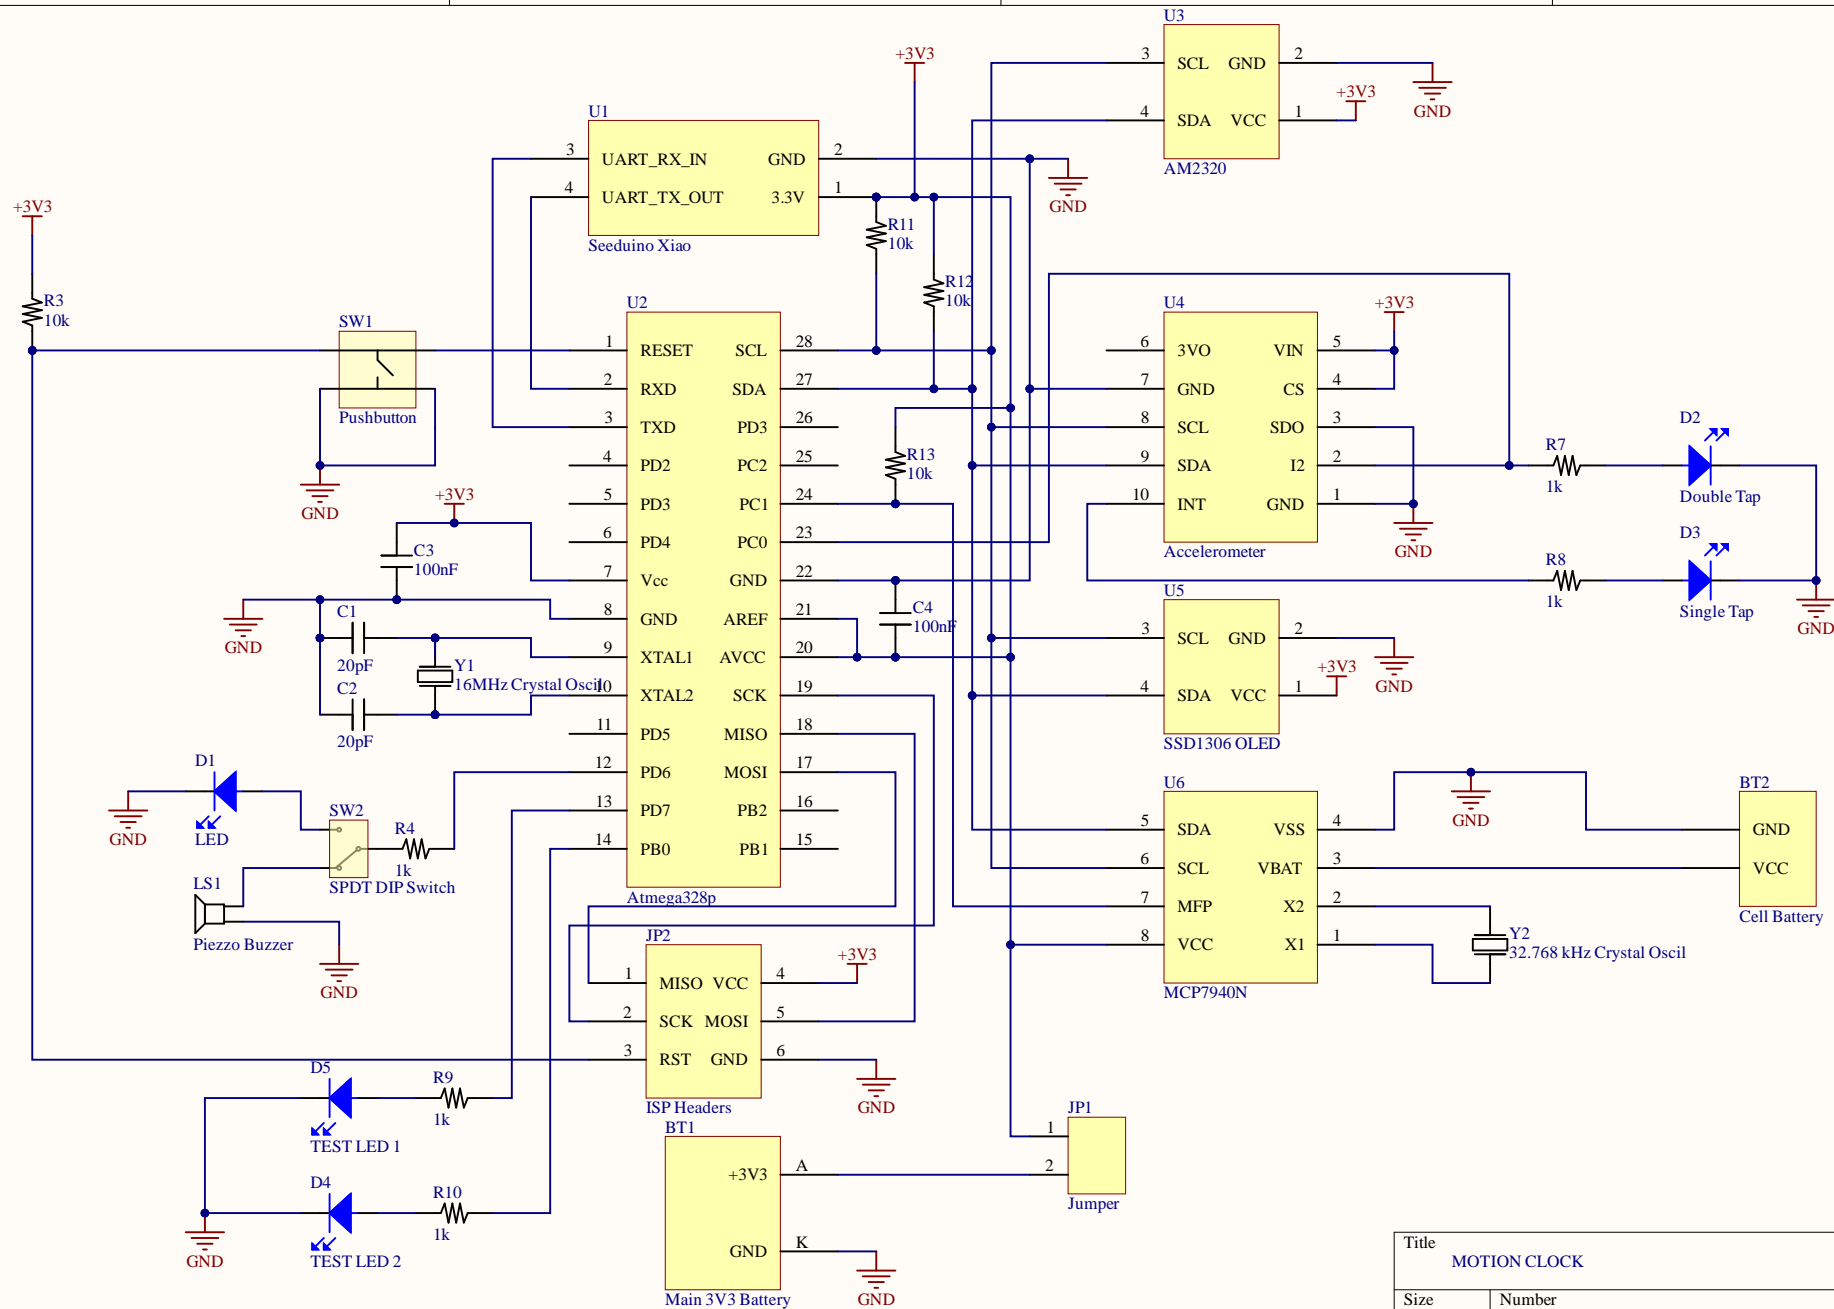 U3
+3V3
3 SCL GND 2
+3V3
GND
4 SDA VCC 1
AM2320
U1
3 UART_RX_IN GND 2
4 UART_TX_OUT 3.3V 1
Seeduino Xiao
GND
+3V3
R3
10k
R11
10k
R12
10k
SW1
Pushbutton
GND
U2
1 RESET SCL 28
2 RXD SDA 27
3 TXD PD3 26
4 PD2 PC2 25
5 PD3 PC1 24
6 PD4 PC0 23
7 Vcc GND 22
8 GND AREF 21
9 XTAL1 AVCC 20
10 XTAL2 SCK 19
11 PD5 MISO 18
12 PD6 MOSI 17
13 PD7 PB2 16
14 PB0 PB1 15
Atmega328p
R13
10k
+3V3
C3
100nF
GND
C1
20pF
Y1
16MHz Crystal Oscil
C2
20pF
C4
100nF
U4
+3V3
6 3VO VIN 5
7 GND CS 4
8 SCL SDO 3
9 SDA I2 2
10 INT GND 1
Accelerometer
GND
R7
1k
D2
Double Tap
R8
1k
D3
Single Tap
GND
U5
3 SCL GND 2
+3V3
GND
4 SDA VCC 1
SSD1306 OLED
D1
GND
LED
SW2
R4
1k
SPDT DIP Switch
LS1
Piezzo Buzzer
GND
U6
5 SDA VSS 4
6 SCL VBAT 3
7 MFP X2 2
8 VCC X1 1
MCP7940N
GND
BT2
GND
VCC
Cell Battery
Y2
32.768 kHz Crystal Oscil
JP2
+3V3
1 MISO VCC 4
2 SCK MOSI 5
3 RST GND 6
ISP Headers
GND
D5
R9
1k
TEST LED 1
D4
R10
1k
TEST LED 2
GND
BT1
+3V3 A
GND K
Main 3V3 Battery
GND
JP1
1
2
Jumper
Title
MOTION CLOCK
Size Number